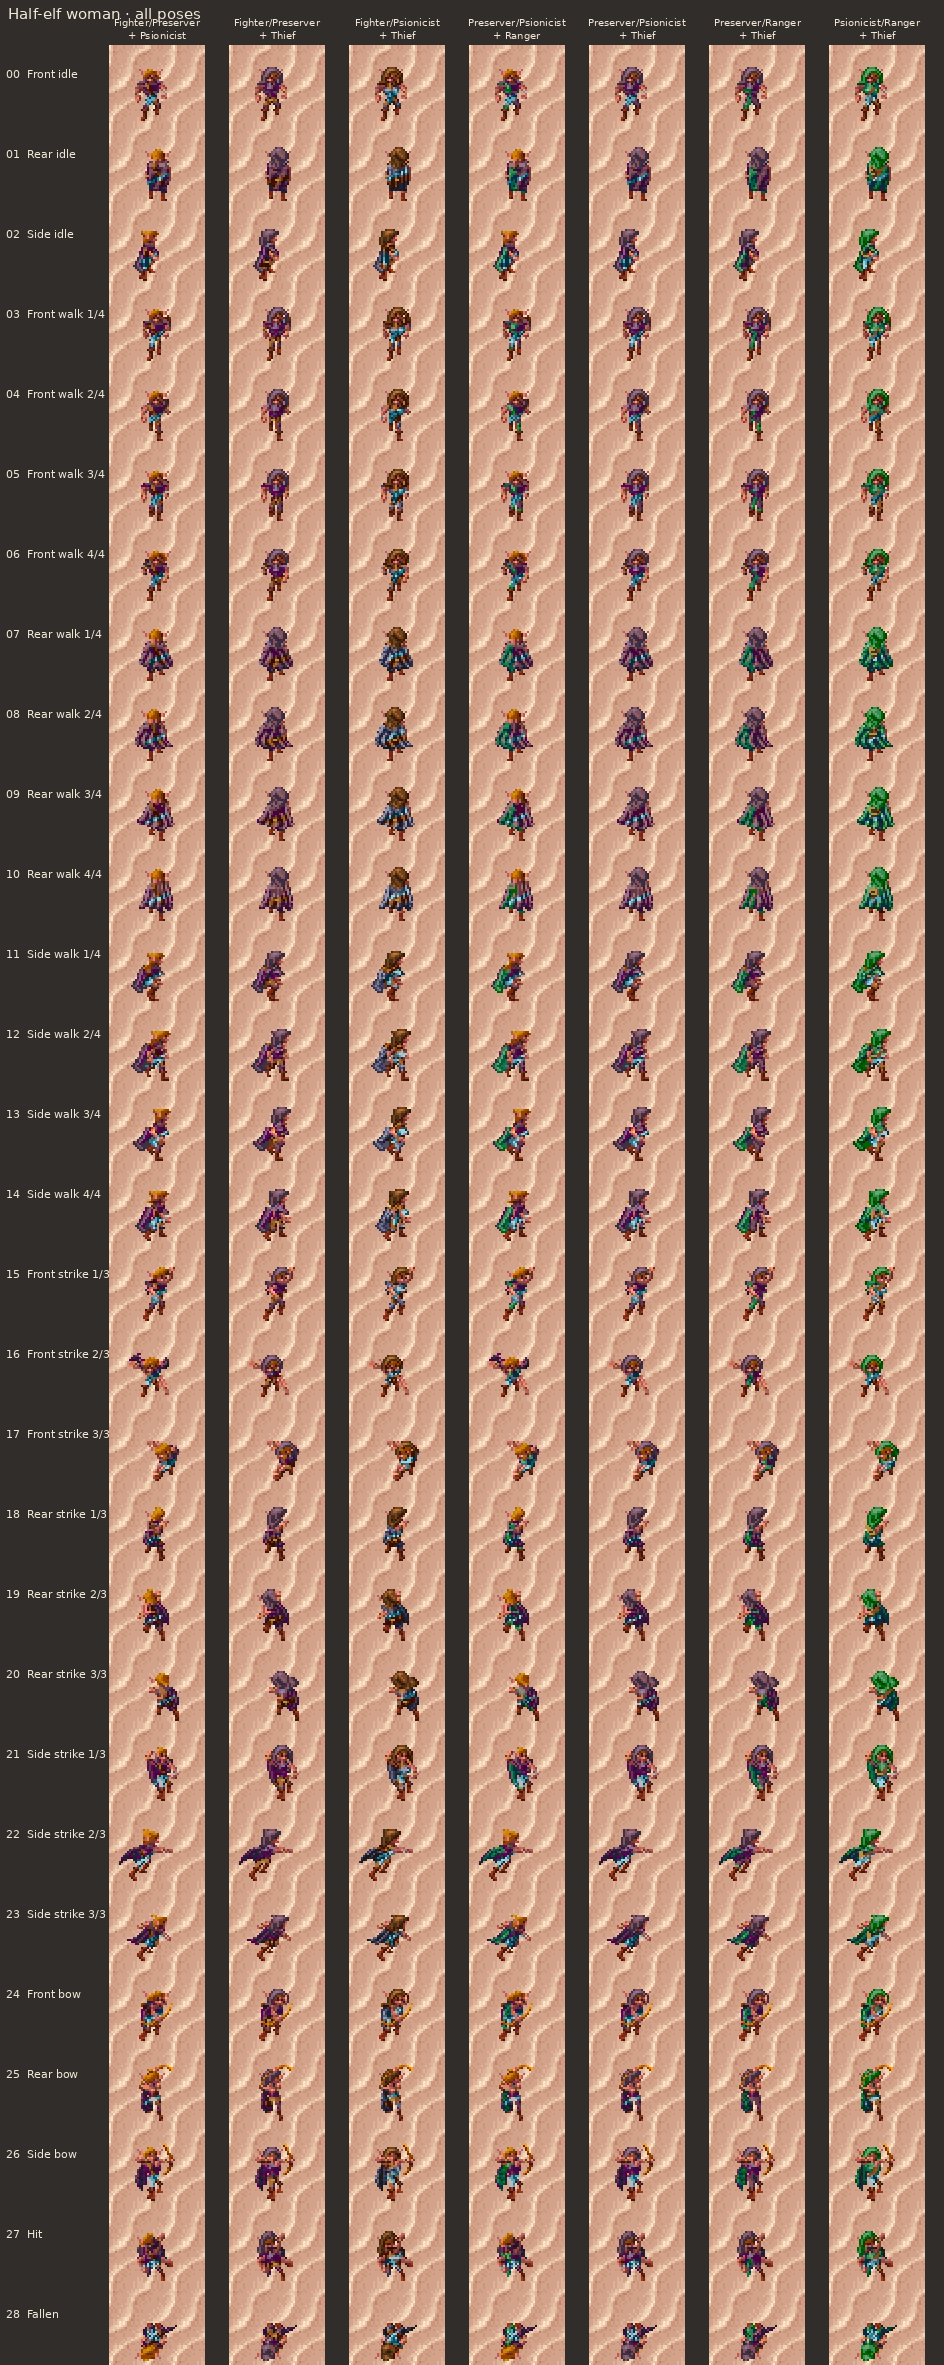 Half-elf woman · all poses
Fighter/Preserver + Psionicist
Fighter/Preserver + Thief
Fighter/Psionicist + Thief
Preserver/Psionicist + Ranger
Preserver/Psionicist + Thief
Preserver/Ranger + Thief
Psionicist/Ranger + Thief
00 Front idle
01 Rear idle
02 Side idle
03 Front walk 1/4
04 Front walk 2/4
05 Front walk 3/4
06 Front walk 4/4
07 Rear walk 1/4
08 Rear walk 2/4
09 Rear walk 3/4
10 Rear walk 4/4
11 Side walk 1/4
12 Side walk 2/4
13 Side walk 3/4
14 Side walk 4/4
15 Front strike 1/3
16 Front strike 2/3
17 Front strike 3/3
18 Rear strike 1/3
19 Rear strike 2/3
20 Rear strike 3/3
21 Side strike 1/3
22 Side strike 2/3
23 Side strike 3/3
24 Front bow
25 Rear bow
26 Side bow
27 Hit
28 Fallen